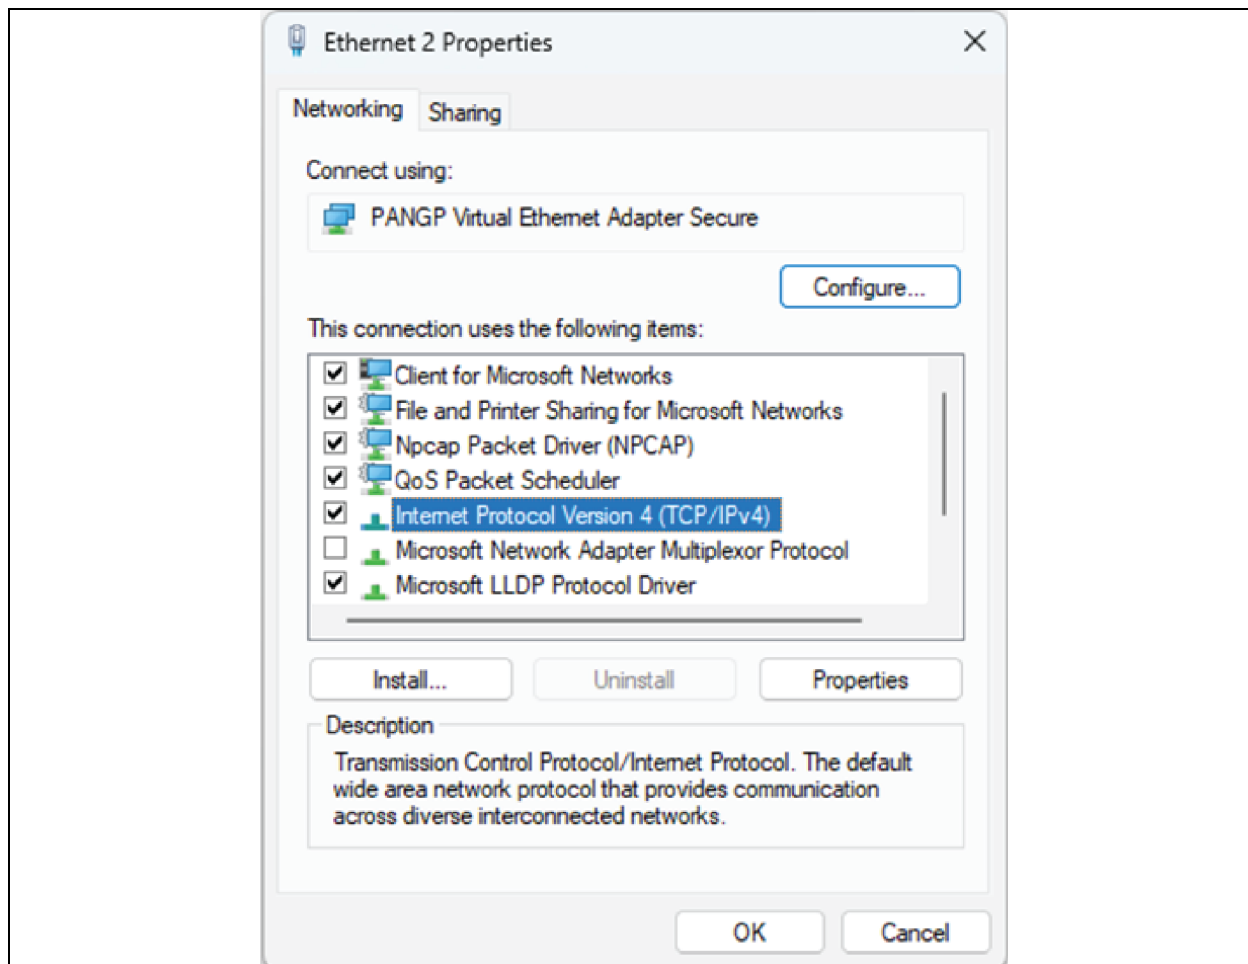 Ethernet 2 Properties
Networking
Sharing
Connect using:
PANGP Virtual Ethernet Adapter Secure
Configure...
This connection uses the following items:
Client for Microsoft Networks
File and Printer Sharing for Microsoft Networks
Npcap Packet Driver (NPCAP)
QoS Packet Scheduler
Internet Protocol Version 4 (TCP/IPv4)
Microsoft Network Adapter Multiplexor Protocol
Microsoft LLDP Protocol Driver
Install...
Uninstall
Properties
Description
Transmission Control Protocol/Internet Protocol. The default
wide area network protocol that provides communication
across diverse interconnected networks.
OK
Cancel